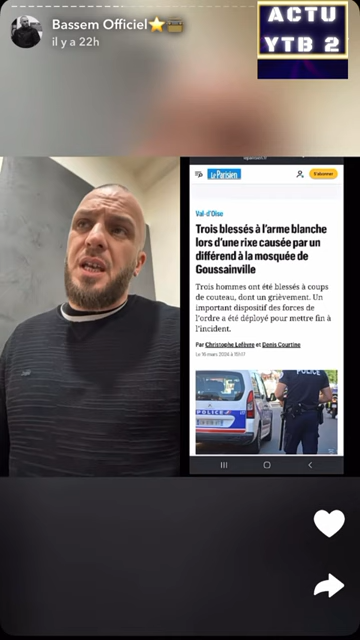 ACTU
YTB 2
Bassem Officiel
il y a 22h
Le Parisien
S'abonner
Val-d'Oise
Trois blessés à l'arme blanche
lors d'une rixe causée par un
différend à la mosquée de
Goussainville
Trois hommes ont été blessés à coups
de couteau, dont un grièvement. Un
important dispositif des forces de
l'ordre a été déployé pour mettre fin à
l'incident.
Par Christophe Lefèvre et Denis Courtine
POLICE
POLICE